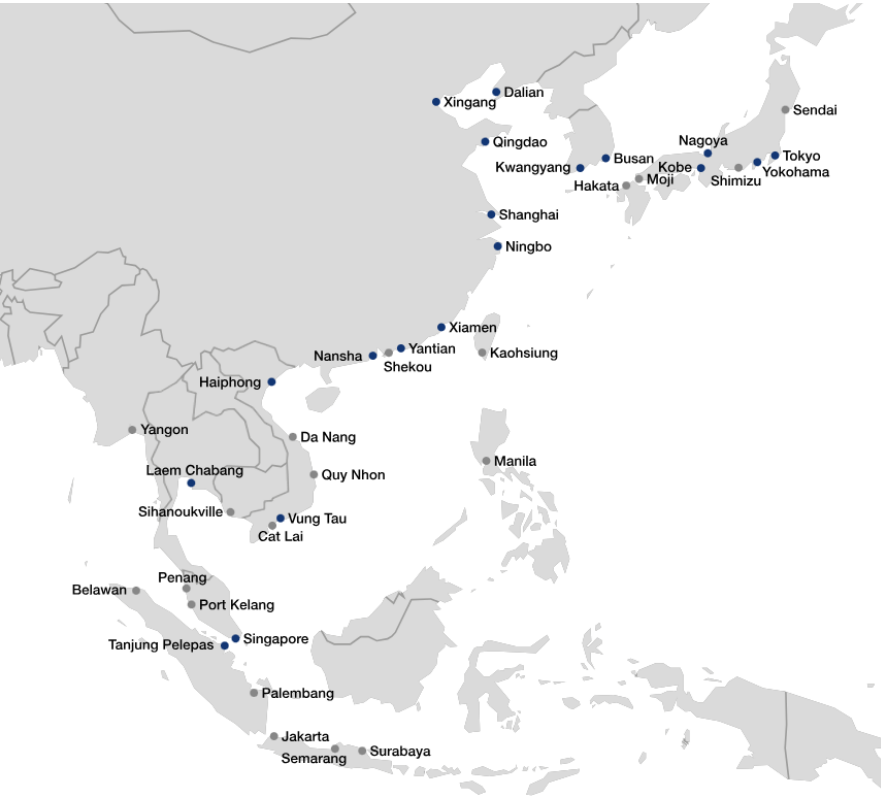 Dalian
Xingang
Sendai
Qingdao
Nagoya
Busan
Tokyo
Kwangyang
Kobe
Yokohama
Moji
Shimizu
Hakata
Shanghai
Ningbo
Xiamen
Yantian
Nansha
Kaohsiung
Shekou
Haiphong
Yangon
Da Nang
Manila
Laem Chabang
Quy Nhon
Sihanoukville
Vung Tau
Cat Lai
Penang
Belawan
Port Kelang
Singapore
Tanjung Pelepas
Palembang
Jakarta
Surabaya
Semarang